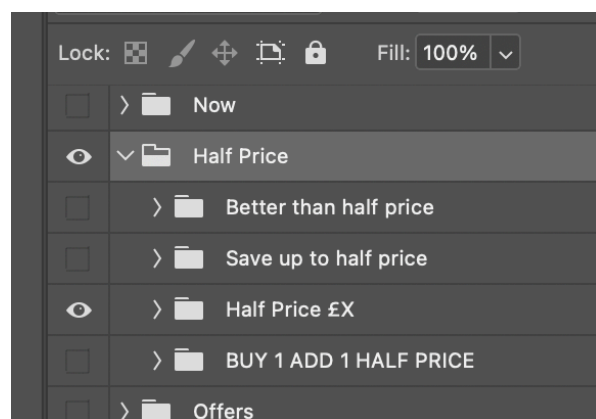 Lock: Fill: 100%
Now
Half Price
Better than half price
Save up to half price
Half Price £X
BUY 1 ADD 1 HALF PRICE
Offers